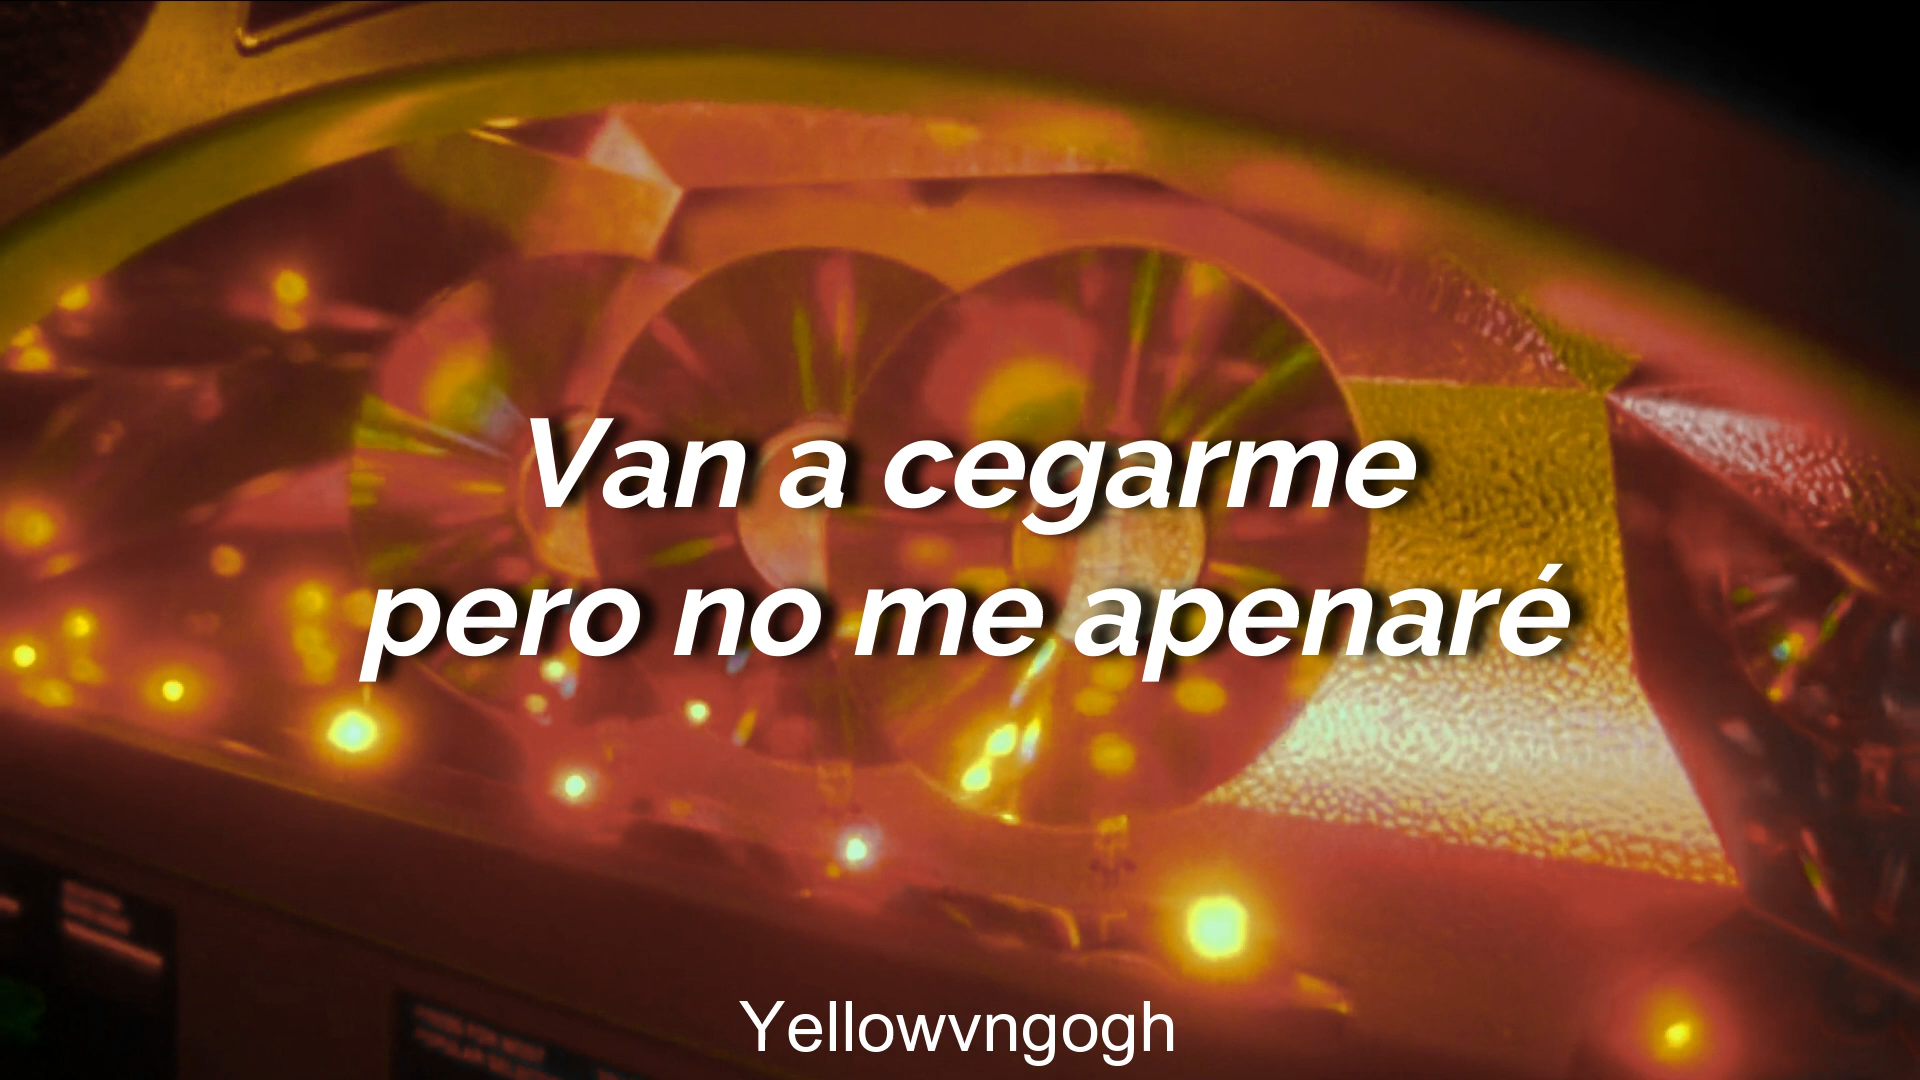 Van a cegarme
pero no me apenaré
Yellowvngogh